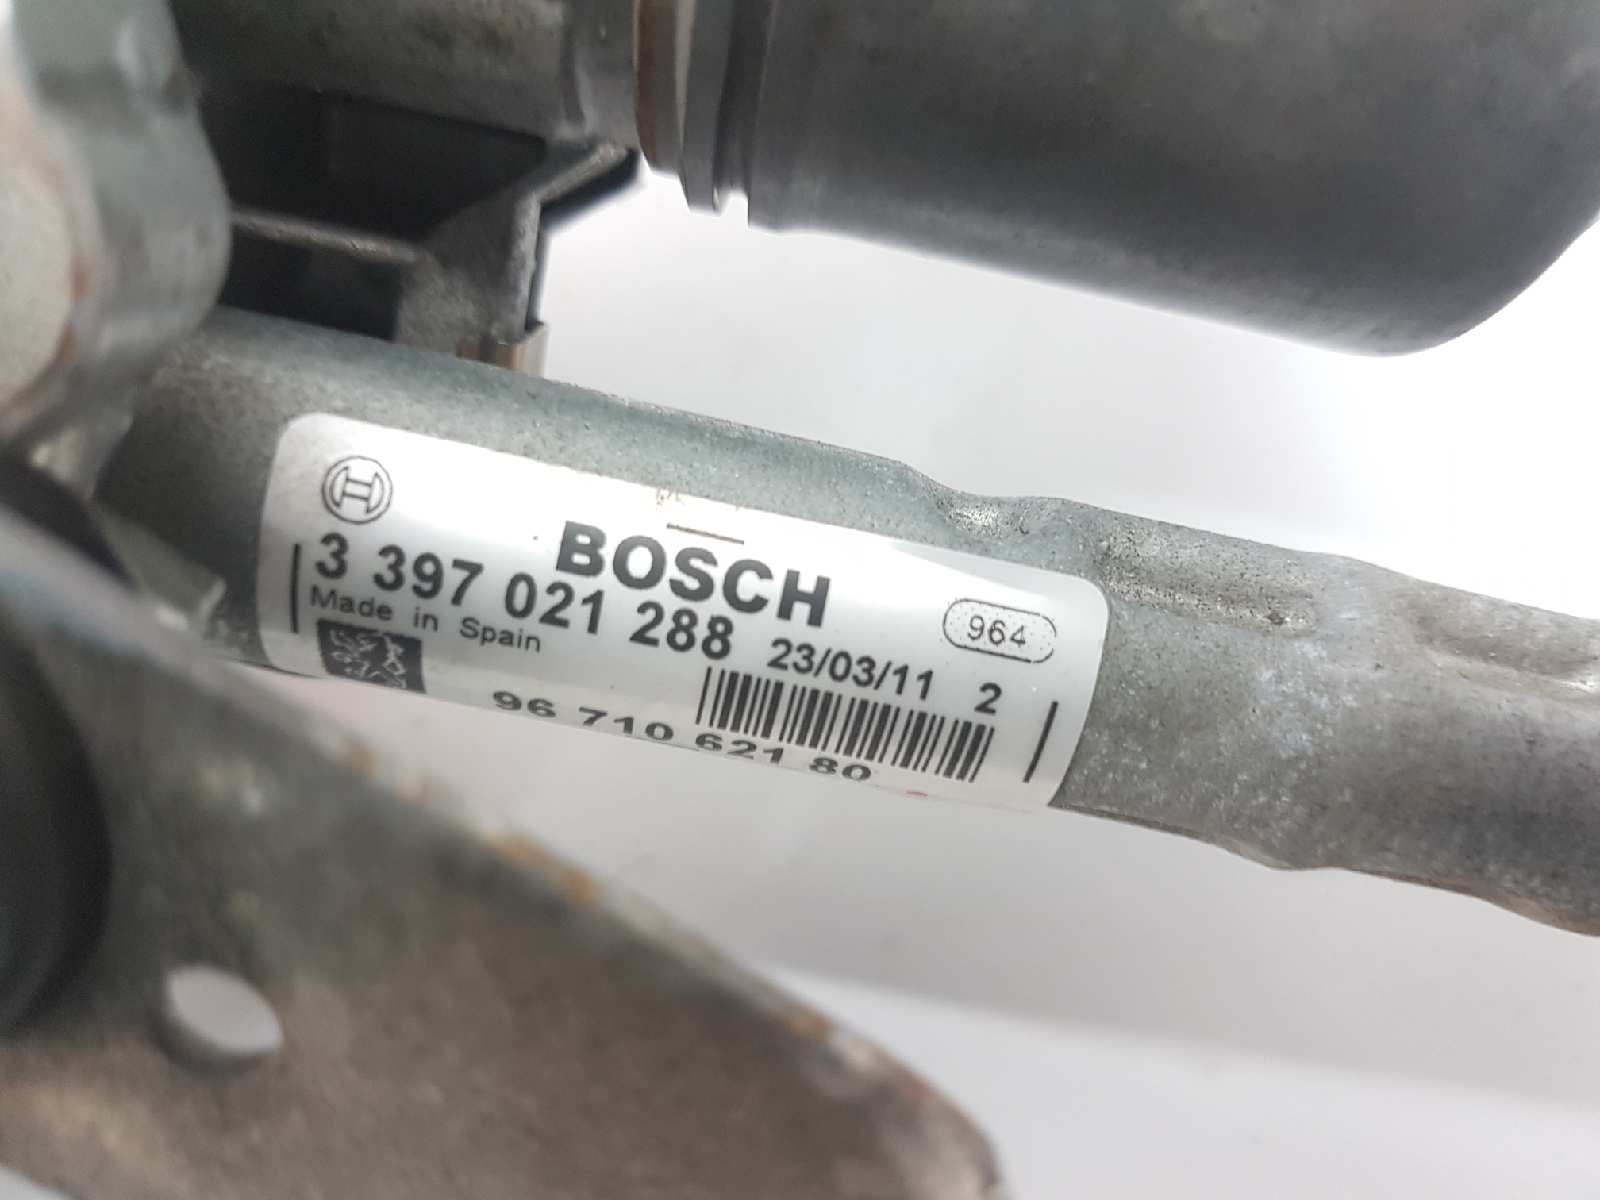 BOSCH
3 397 021 288 23/03/11 2
964
Made in Spain
96 710 621 80